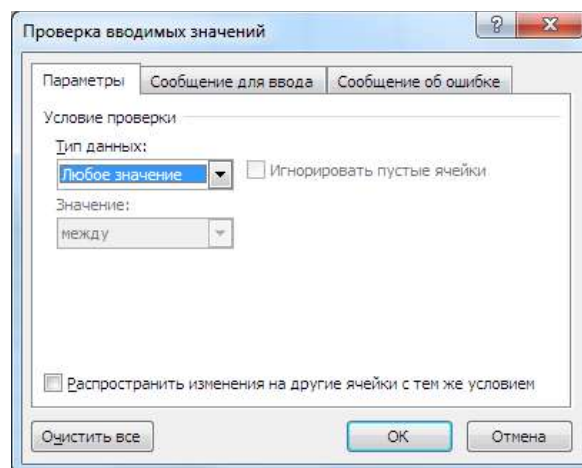 Проверка вводимых значений
Параметры Сообщение для ввода Сообщение об ошибке
Условие проверки
Тип данных:
Любое значение Игнорировать пустые ячейки
Значение:
между
Распространить изменения на другие ячейки с тем же условием
Очистить все ОК Отмена